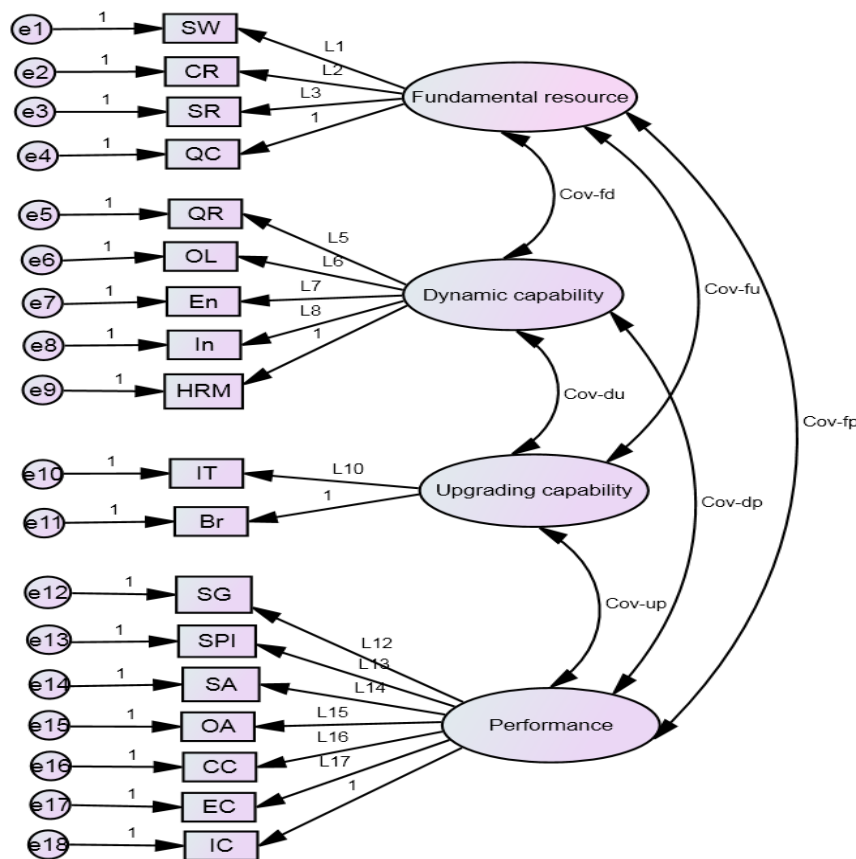 e1 1 SW
L1
e2 1 CR
L2
Fundamental resource
e3 1 SR
L3
e4 1 QC
1
Cov-fd
e5 1 QR
L5
e6 1 OL
L6
e7 1 En
L7
Dynamic capability
Cov-fu
e8 1 In
L8
e9 1 HRM
1
Cov-du
Cov-fp
e10 1 IT
L10
Upgrading capability
Cov-dp
e11 1 Br
1
e12 1 SG
Cov-up
L12
e13 1 SPI
L13
e14 1 SA
L14
e15 1 OA
L15
Performance
e16 1 CC
L16
e17 1 EC
L17
e18 1 IC
1